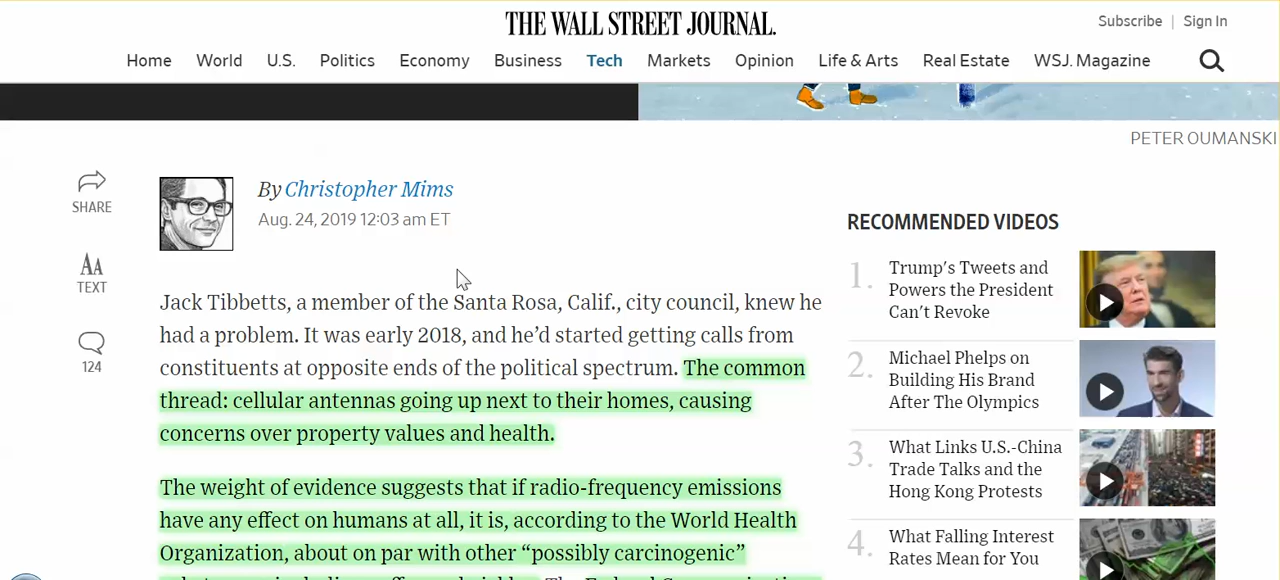 THE WALL STREET JOURNAL.
Subscribe | Sign In
Home World U.S. Politics Economy Business Tech Markets Opinion Life & Arts Real Estate WSJ. Magazine
PETER OUMANSKI
SHARE
AA
TEXT
124
By Christopher Mims
Aug. 24, 2019 12:03 am ET
Jack Tibbetts, a member of the Santa Rosa, Calif., city council, knew he
had a problem. It was early 2018, and he’d started getting calls from
constituents at opposite ends of the political spectrum. The common
thread: cellular antennas going up next to their homes, causing
concerns over property values and health.
The weight of evidence suggests that if radio-frequency emissions
have any effect on humans at all, it is, according to the World Health
Organization, about on par with other “possibly carcinogenic”
RECOMMENDED VIDEOS
1. Trump's Tweets and
Powers the President
Can't Revoke
2. Michael Phelps on
Building His Brand
After The Olympics
3. What Links U.S.-China
Trade Talks and the
Hong Kong Protests
4. What Falling Interest
Rates Mean for You